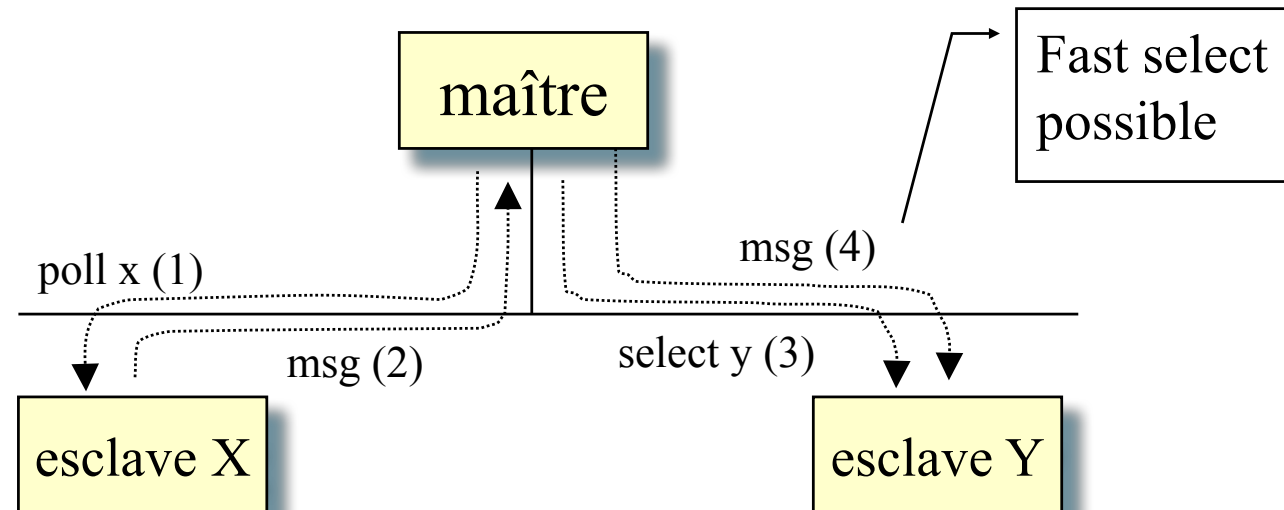 maître
Fast select
possible
poll x (1)
msg (4)
msg (2)
select y (3)
esclave X
esclave Y